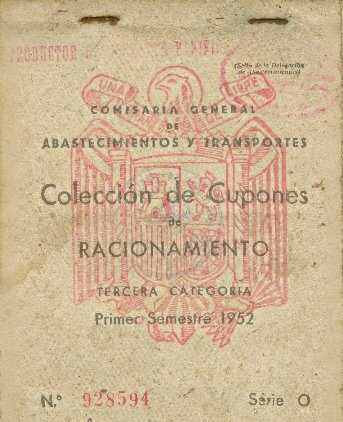 PRODUCTOR
(Sello de la Delegación
de Abastecimientos)
UNA
LIBRE
COMISARIA GENERAL
DE
ABASTECIMIENTOS Y TRANSPORTES
Colección de Cupones
de
RACIONAMIENTO
TERCERA CATEGORIA
Primer Semestre 1952
N.º 928594 Serie O